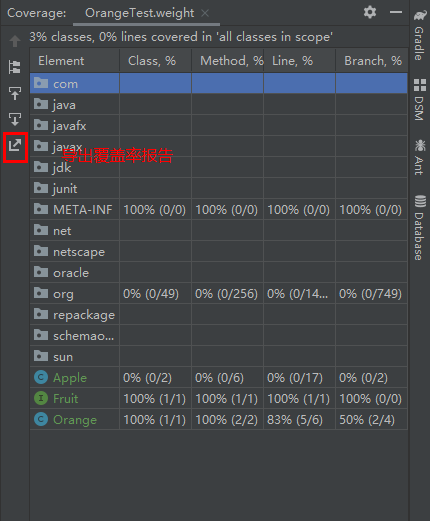 Coverage: OrangeTest.weight
3% classes, 0% lines covered in 'all classes in scope'
Element Class, % Method, % Line, % Branch, %
com
java
javafx
javax
导出覆盖率报告
jdk
junit
META-INF 100% (0/0) 100% (0/0) 100% (0/0) 100% (0/0)
net
netscape
oracle
org 0% (0/49) 0% (0/256) 0% (0/14... 0% (0/749)
repackage
schemao...
sun
Apple 0% (0/2) 0% (0/6) 0% (0/17) 0% (0/2)
Fruit 100% (1/1) 100% (1/1) 100% (1/1) 100% (0/0)
Orange 100% (1/1) 100% (2/2) 83% (5/6) 50% (2/4)
Gradle
DSM
Ant
Database